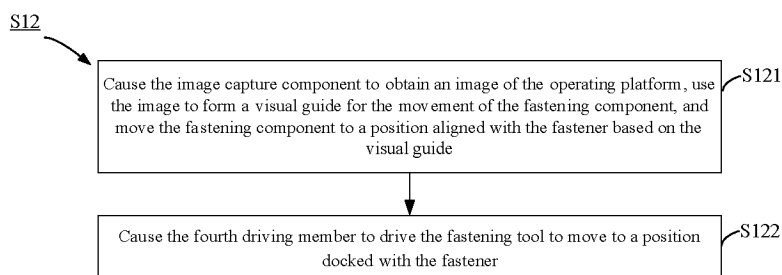 S12
Cause the image capture component to obtain an image of the operating platform, use
the image to form a visual guide for the movement of the fastening component, and
move the fastening component to a position aligned with the fastener based on the
visual guide
S121
Cause the fourth driving member to drive the fastening tool to move to a position
docked with the fastener
S122